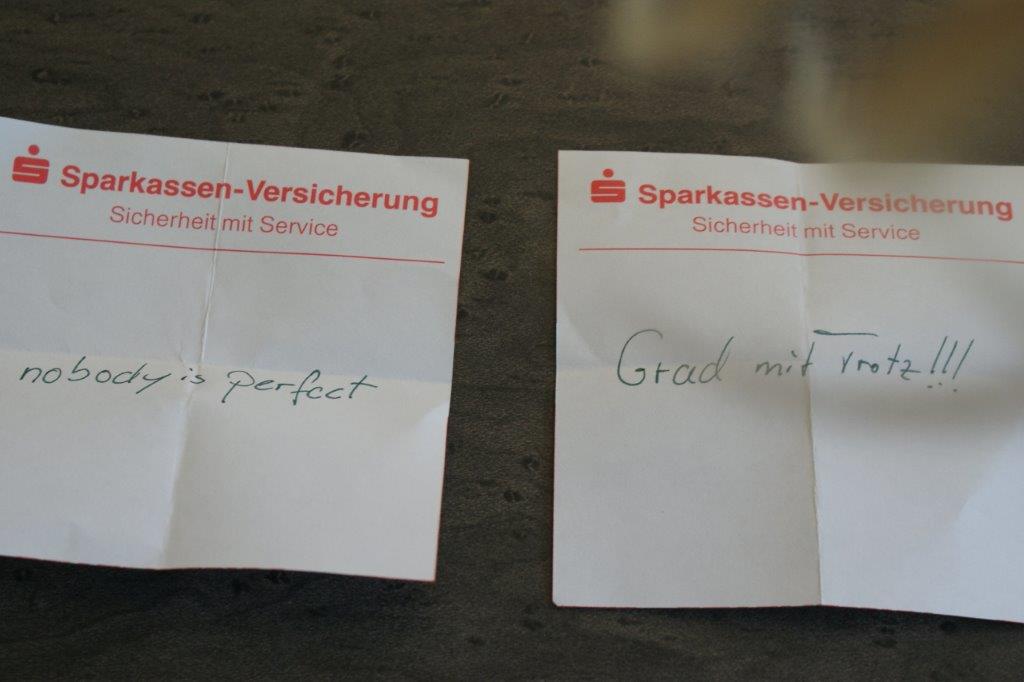 Sparkassen-Versicherung
Sicherheit mit Service
nobody is perfect
Sparkassen-Versicherung
Sicherheit mit Service
Grad mit Trotz!!!